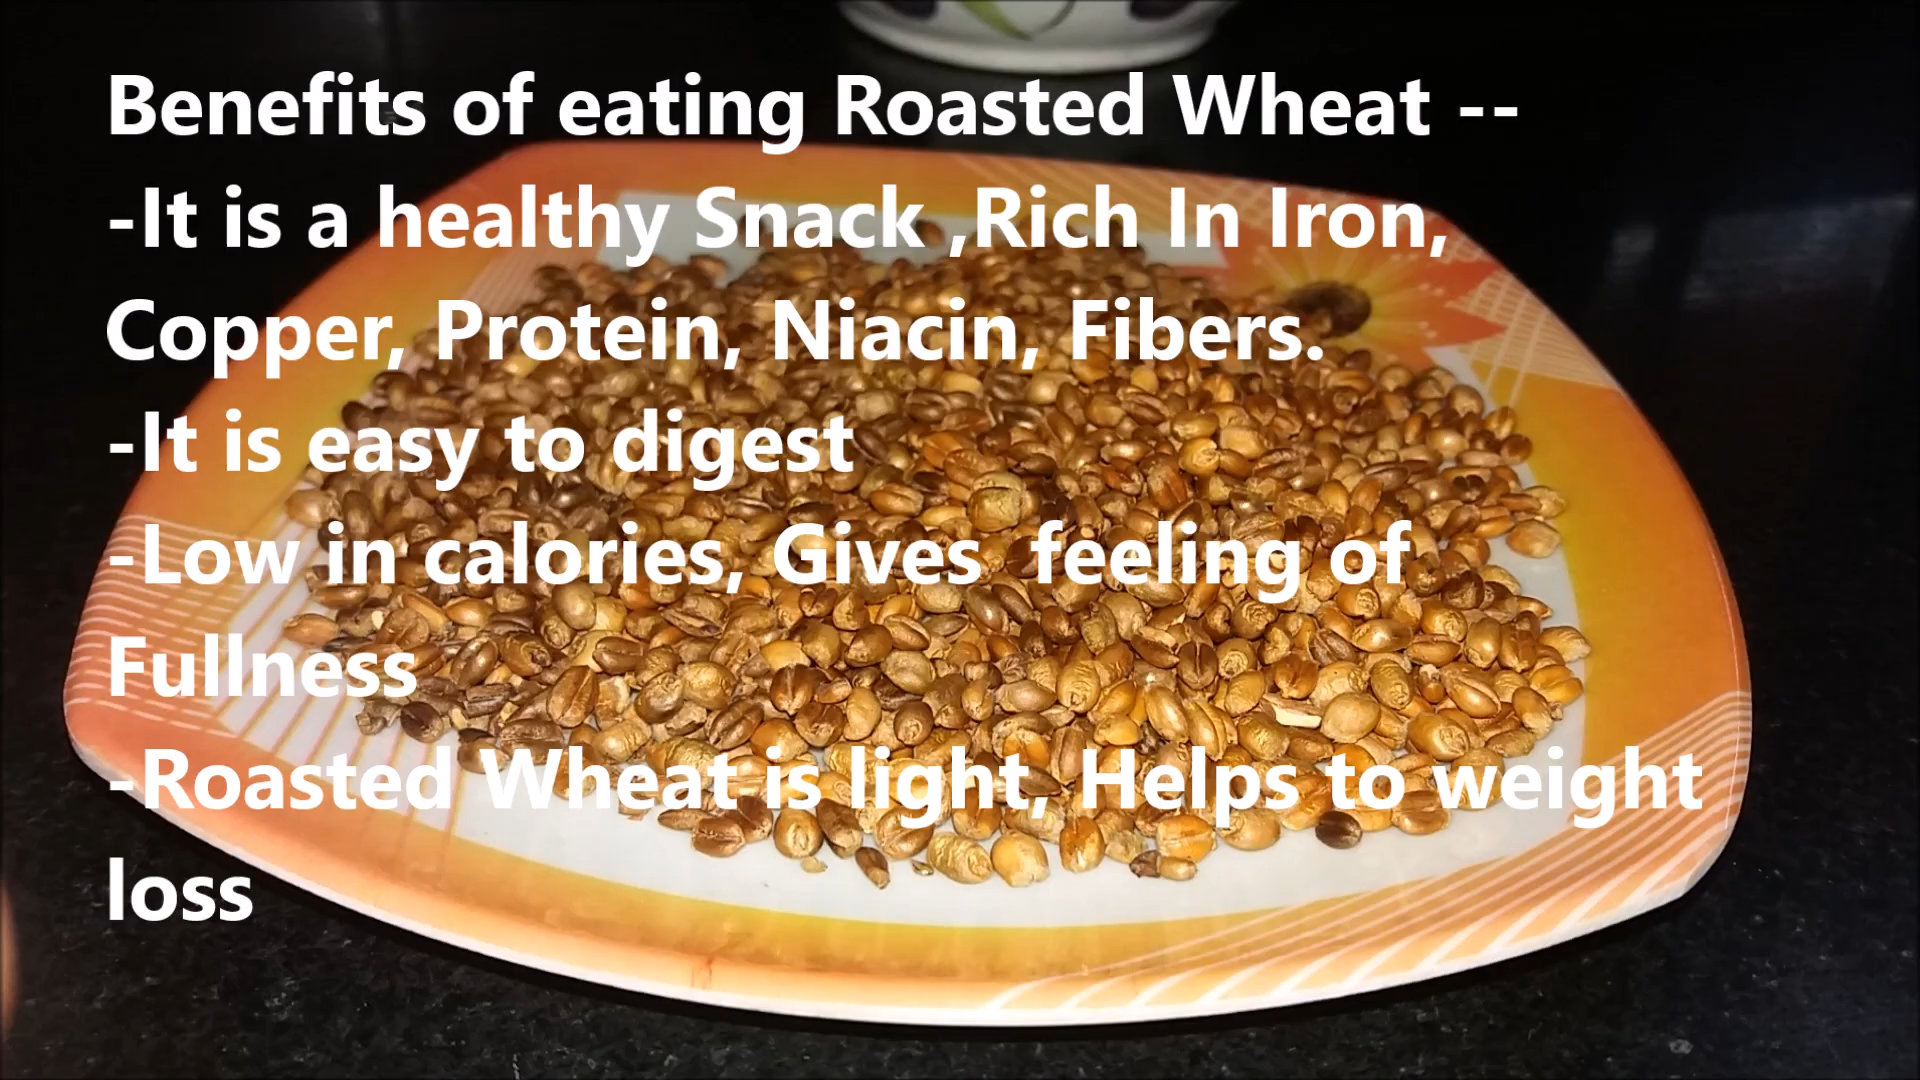 Benefits of eating Roasted Wheat --
-It is a healthy Snack ,Rich In Iron,
Copper, Protein, Niacin, Fibers.
-It is easy to digest
-Low in calories, Gives  feeling of
Fullness
-Roasted Wheat is light, Helps to weight
loss